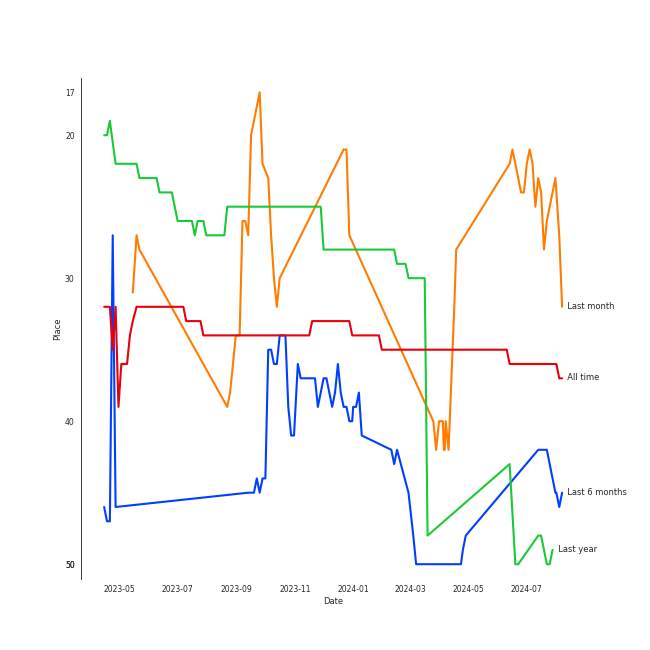 17
20
30
40
50
Place
Last month
All time
Last 6 months
Last year
2023-05 2023-07 2023-09 2023-11 2024-01 2024-03 2024-05 2024-07
Date